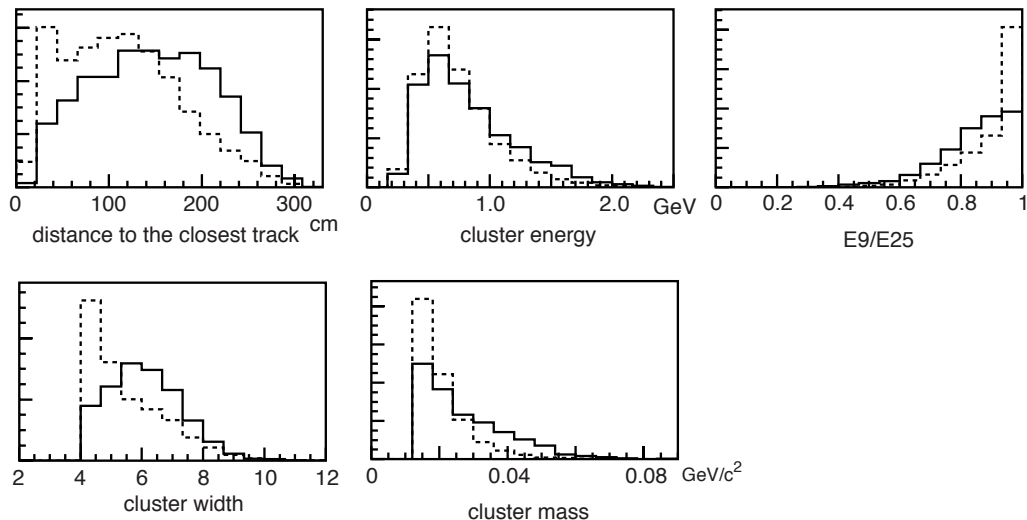 0 100 200 300
cm
distance to the closest track
0 1.0 2.0
GeV
cluster energy
0 0.2 0.4 0.6 0.8 1
E9/E25
2 4 6 8 10 12
cluster width
0 0.04 0.08
GeV/c²
cluster mass